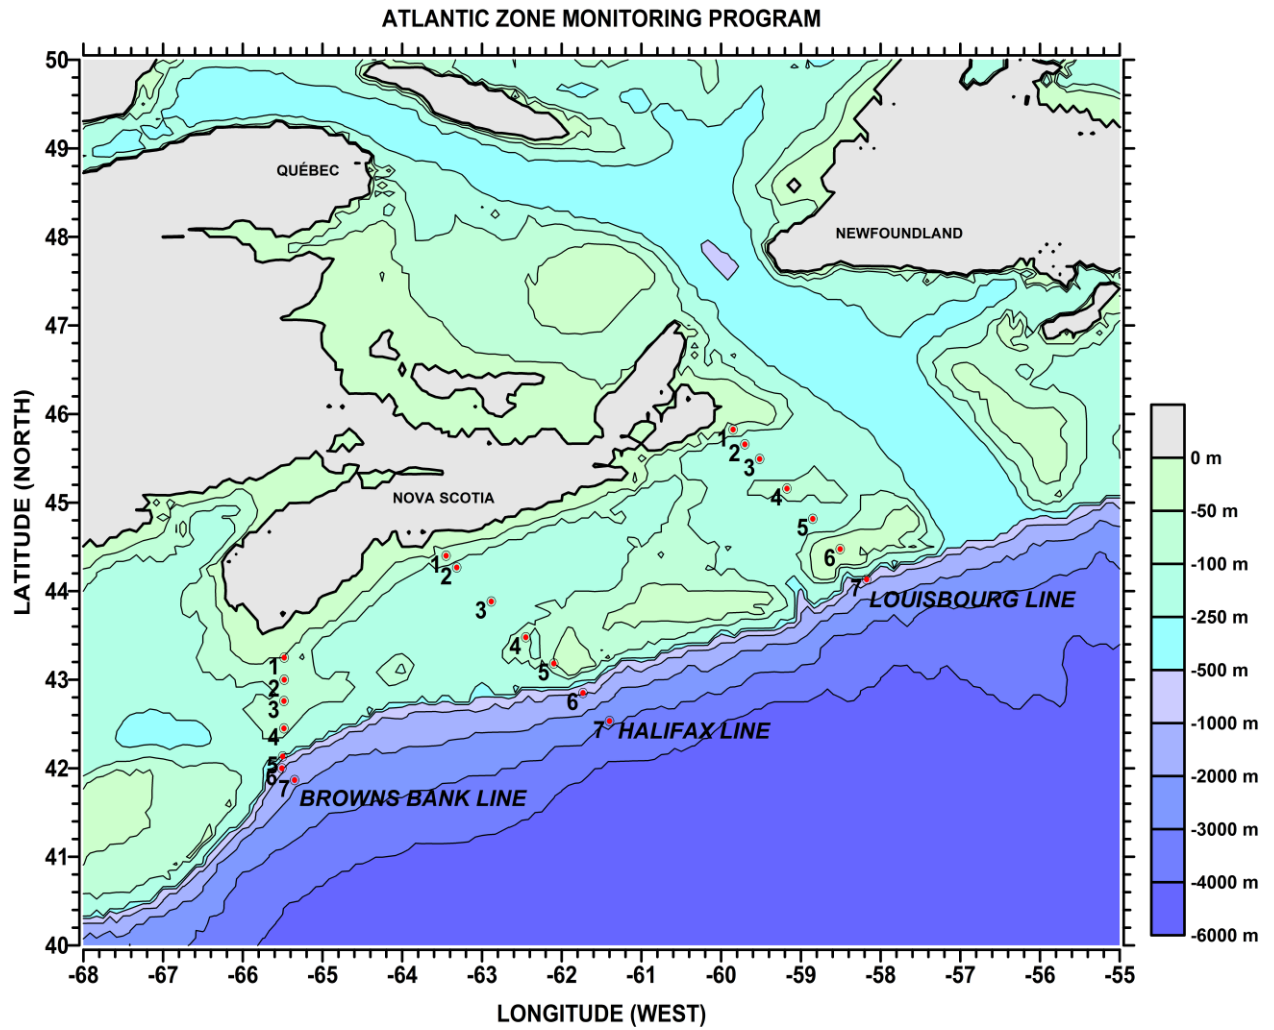 ATLANTIC ZONE MONITORING PROGRAM
50
49
48
47
46
45
44
43
42
41
40
LATITUDE (NORTH)
QUÉBEC
NEWFOUNDLAND
NOVA SCOTIA
1
2
3
4
5
6
7
LOUISBOURG LINE
1
2
3
4
5
6
7
HALIFAX LINE
1
2
3
4
5
6
7
BROWNS BANK LINE
0 m
-50 m
-100 m
-250 m
-500 m
-1000 m
-2000 m
-3000 m
-4000 m
-6000 m
-68 -67 -66 -65 -64 -63 -62 -61 -60 -59 -58 -57 -56 -55
LONGITUDE (WEST)